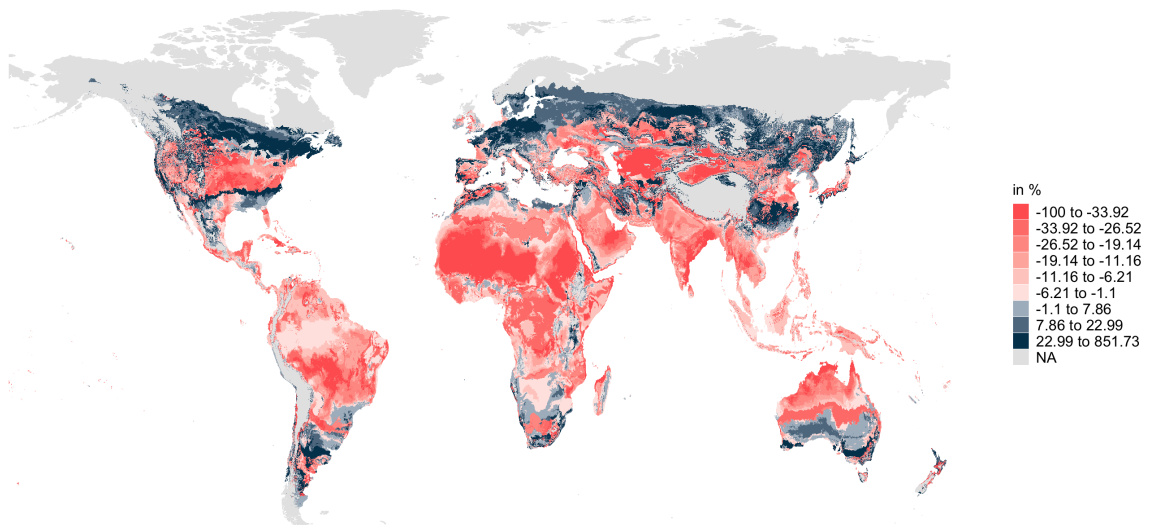 in %
-100 to -33.92
-33.92 to -26.52
-26.52 to -19.14
-19.14 to -11.16
-11.16 to -6.21
-6.21 to -1.1
-1.1 to 7.86
7.86 to 22.99
22.99 to 851.73
NA